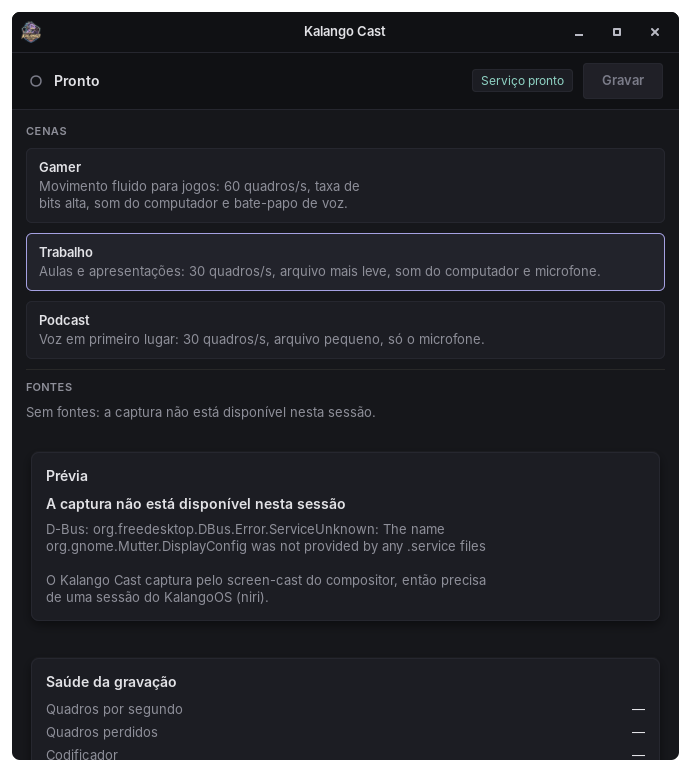 Kalango Cast
Pronto
Serviço pronto
Gravar
CENAS
Gamer
Movimento fluido para jogos: 60 quadros/s, taxa de
bits alta, som do computador e bate-papo de voz.
Trabalho
Aulas e apresentações: 30 quadros/s, arquivo mais leve, som do computador e microfone.
Podcast
Voz em primeiro lugar: 30 quadros/s, arquivo pequeno, só o microfone.
FONTES
Sem fontes: a captura não está disponível nesta sessão.
Prévia
A captura não está disponível nesta sessão
D-Bus: org.freedesktop.DBus.Error.ServiceUnknown: The name
org.gnome.Mutter.DisplayConfig was not provided by any .service files
O Kalango Cast captura pelo screen-cast do compositor, então precisa
de uma sessão do KalangoOS (niri).
Saúde da gravação
Quadros por segundo —
Quadros perdidos —
Codificador —